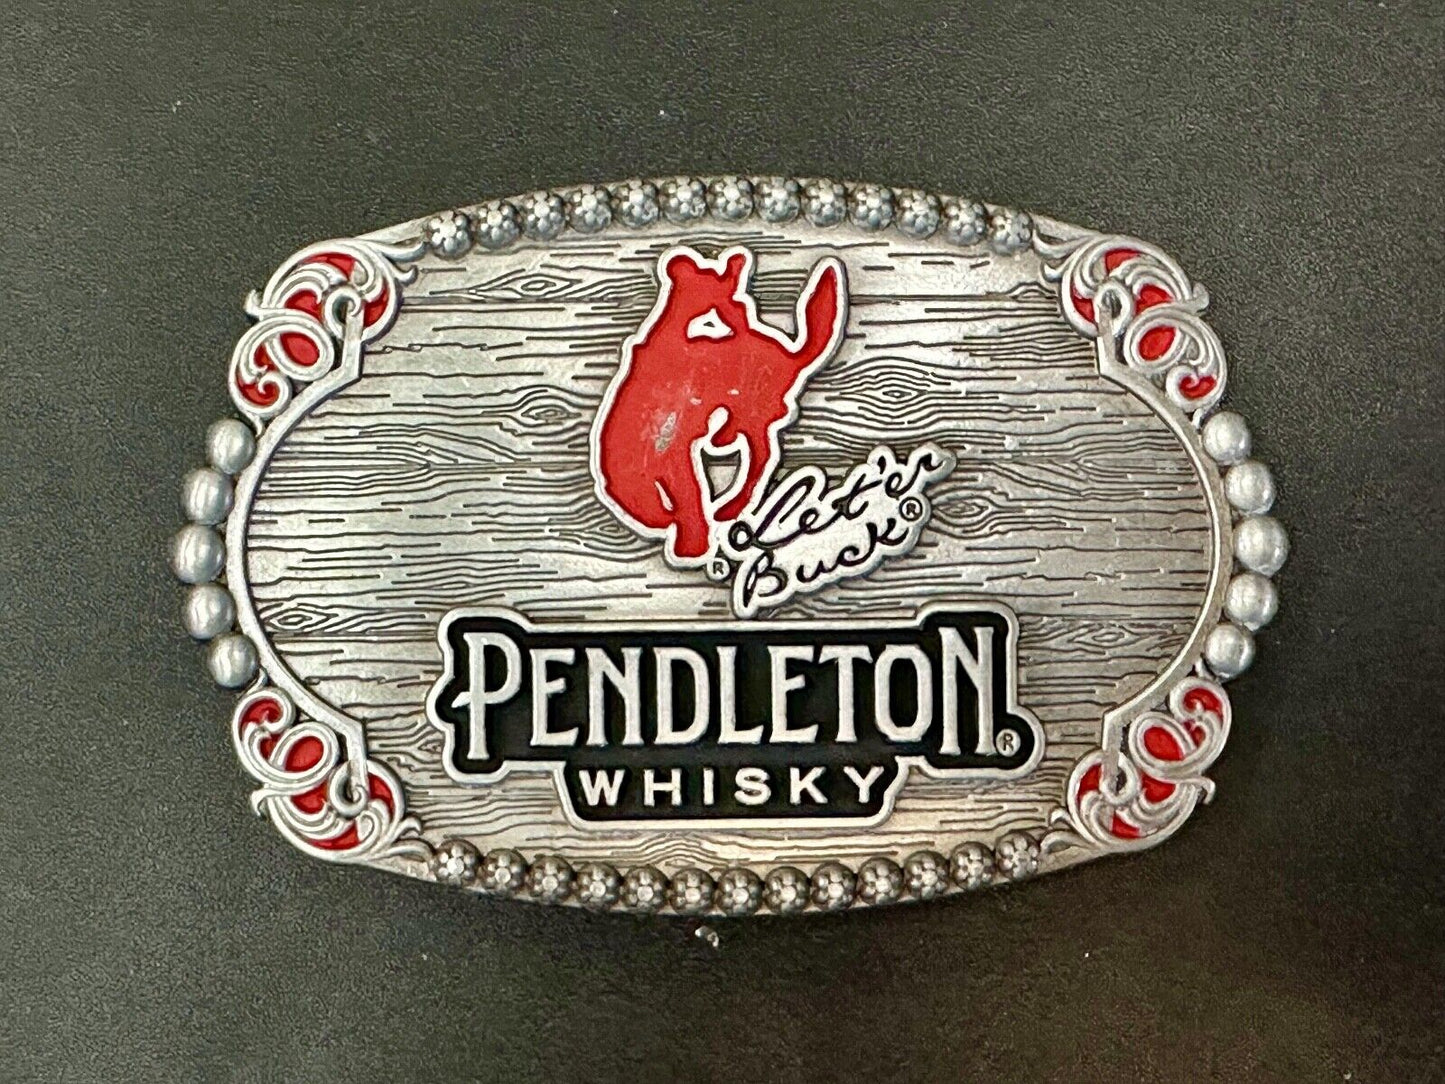 Let'er
Buck®
®
PENDLETON®
WHISKY